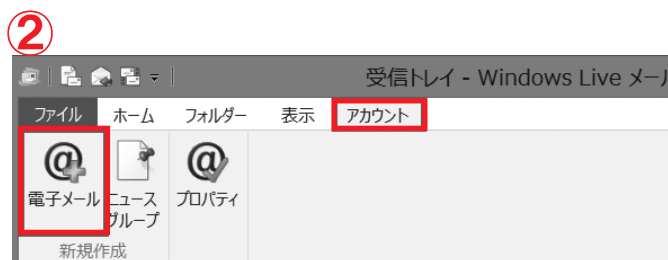 ②
受信トレイ - Windows Live メール
ファイル ホーム フォルダー 表示 アカウント
電子メール ニュース プロパティ
グループ
新規作成